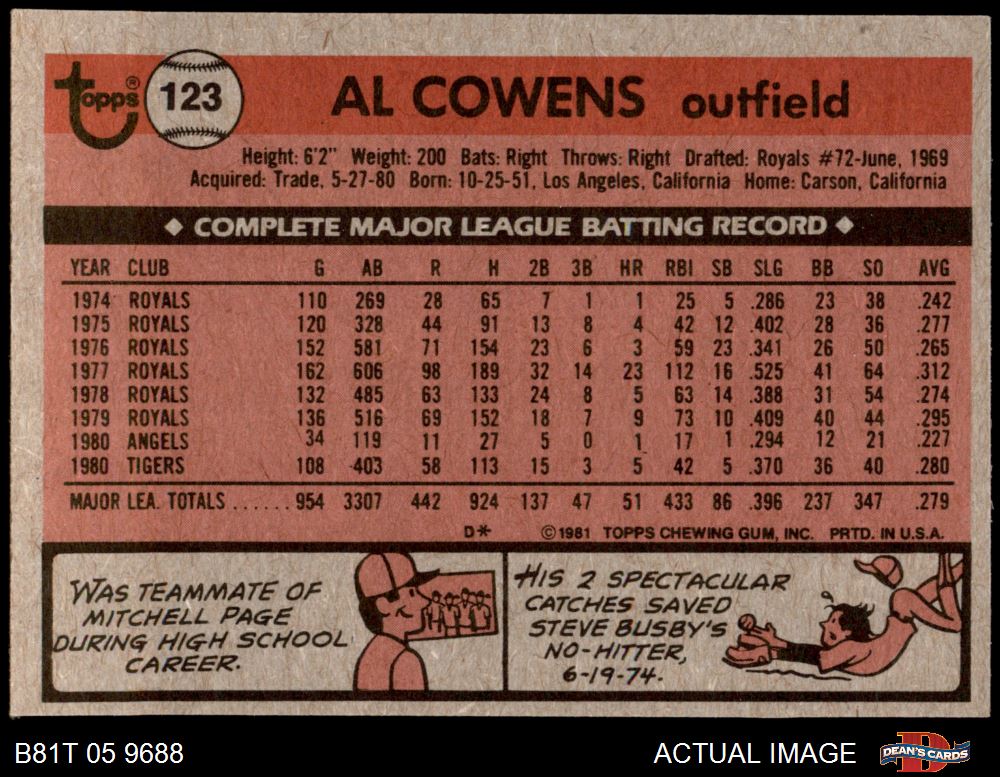 Topps® 123 AL COWENS outfield
Height: 6'2" Weight: 200 Bats: Right Throws: Right Drafted: Royals #72-June, 1969
Acquired: Trade, 5-27-80 Born: 10-25-51, Los Angeles, California Home: Carson, California
◆ COMPLETE MAJOR LEAGUE BATTING RECORD ◆
YEAR CLUB G AB R H 2B 3B HR RBI SB SLG BB SO AVG
1974 ROYALS 110 269 28 65 7 1 1 25 5 .286 23 38 .242
1975 ROYALS 120 328 44 91 13 8 4 42 12 .402 28 36 .277
1976 ROYALS 152 581 71 154 23 6 3 59 23 .341 26 50 .265
1977 ROYALS 162 606 98 189 32 14 23 112 16 .525 41 64 .312
1978 ROYALS 132 485 63 133 24 8 5 63 14 .388 31 54 .274
1979 ROYALS 136 516 69 152 18 7 9 73 10 .409 40 44 .295
1980 ANGELS 34 119 11 27 5 0 1 17 1 .294 12 21 .227
1980 TIGERS 108 403 58 113 15 3 5 42 5 .370 36 40 .280
MAJOR LEA. TOTALS ...... 954 3307 442 924 137 47 51 433 86 .396 237 347 .279
D* ©1981 TOPPS CHEWING GUM, INC. PRTD. IN U.S.A.
WAS TEAMMATE OF
MITCHELL PAGE
DURING HIGH SCHOOL
CAREER.
HIS 2 SPECTACULAR
CATCHES SAVED
STEVE BUSBY'S
NO-HITTER,
6-19-74.
B81T 05 9688 ACTUAL IMAGE DEAN'S CARDS